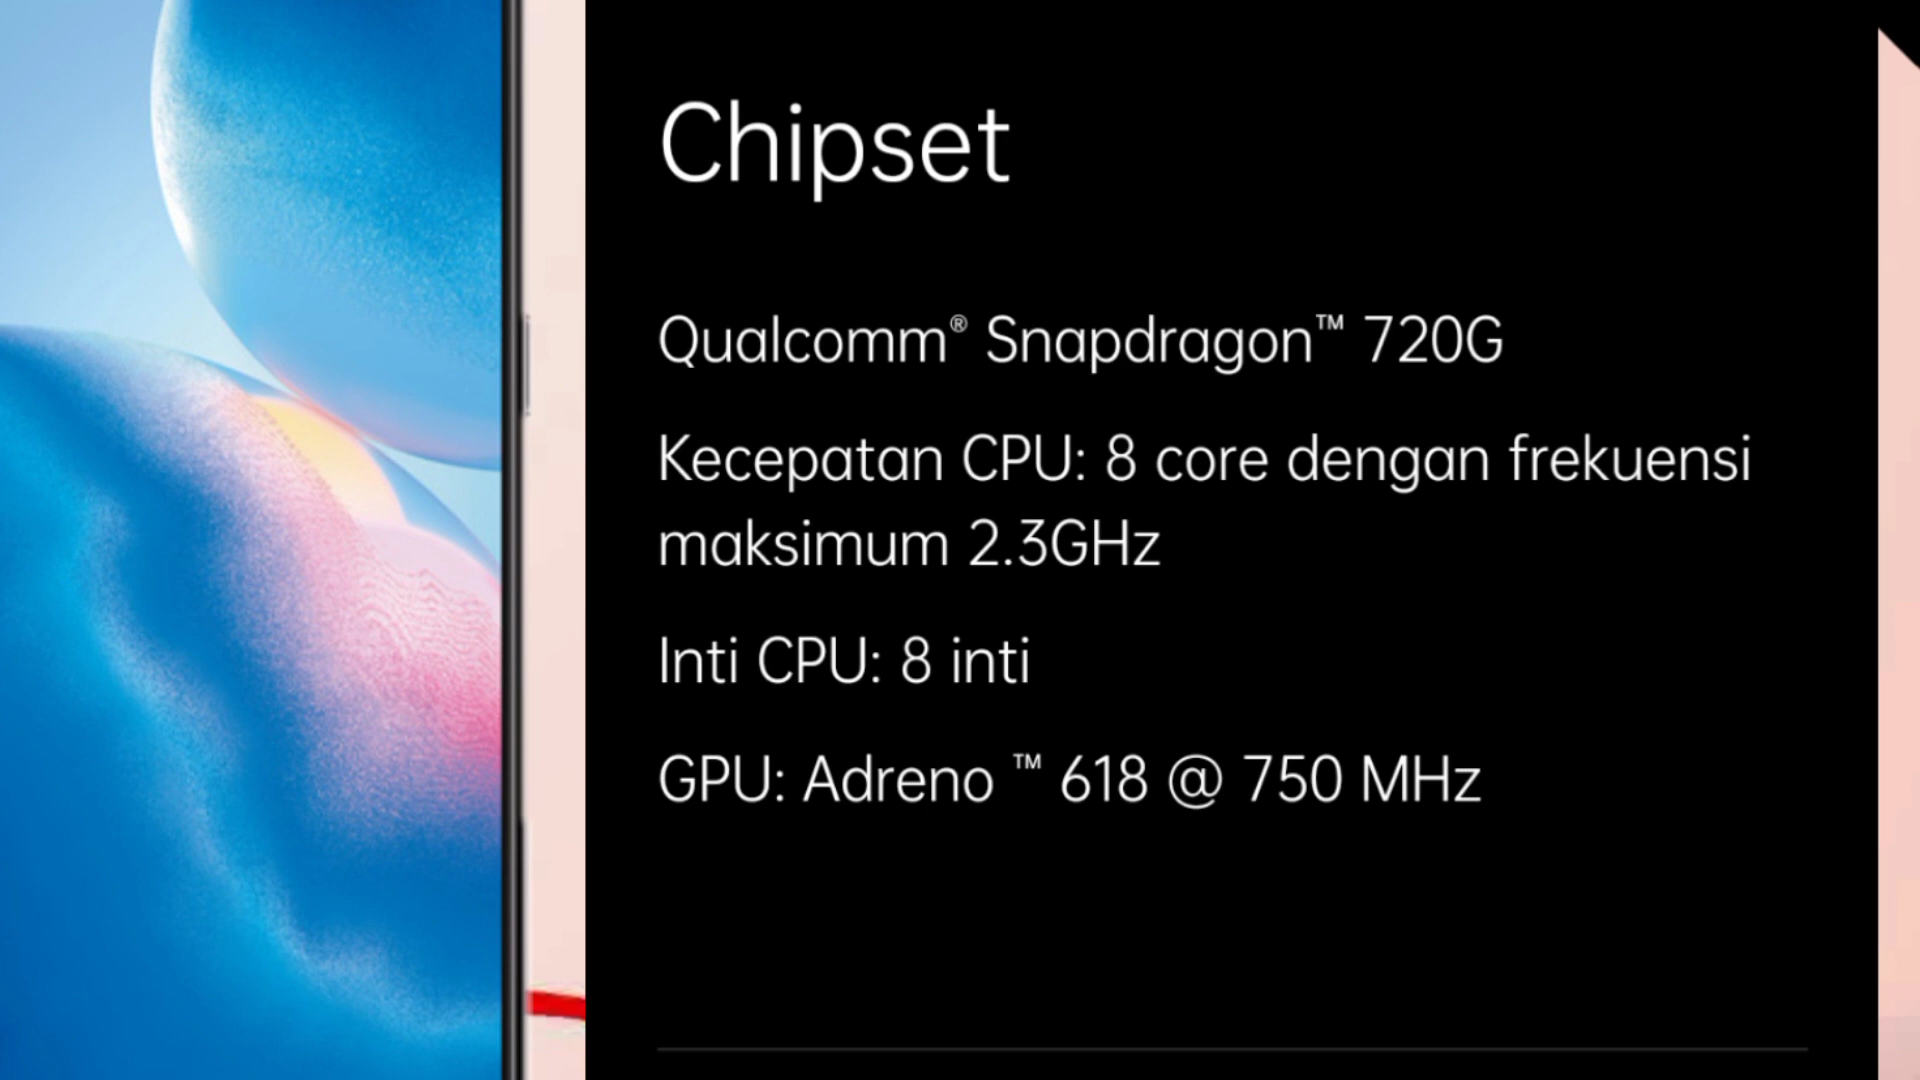 Chipset
Qualcomm® Snapdragon™ 720G
Kecepatan CPU: 8 core dengan frekuensi
maksimum 2.3GHz
Inti CPU: 8 inti
GPU: Adreno ™ 618 @ 750 MHz